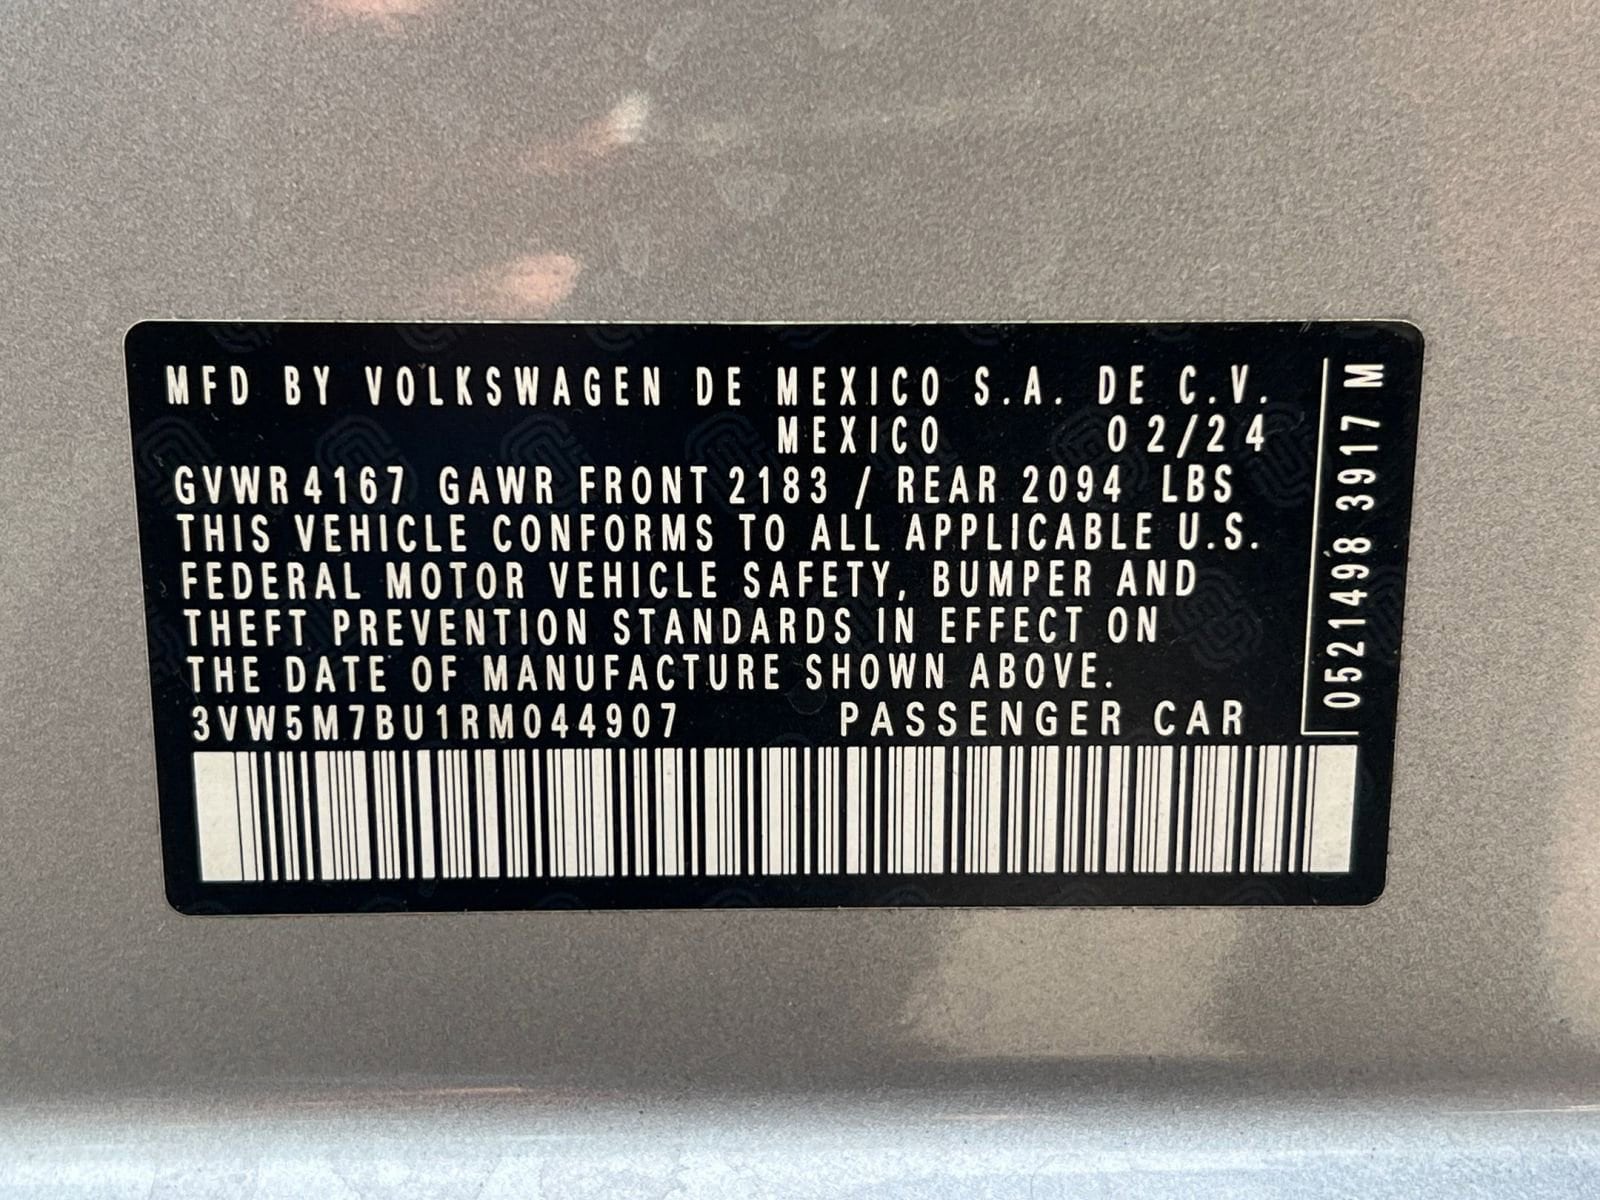 MFD BY VOLKSWAGEN DE MEXICO S.A. DE C.V.
MEXICO 02/24
GVWR 4167 GAWR FRONT 2183 / REAR 2094 LBS
THIS VEHICLE CONFORMS TO ALL APPLICABLE U.S.
FEDERAL MOTOR VEHICLE SAFETY, BUMPER AND
THEFT PREVENTION STANDARDS IN EFFECT ON
THE DATE OF MANUFACTURE SHOWN ABOVE.
3VW5M7BU1RM044907 PASSENGER CAR
0521498 3917 M